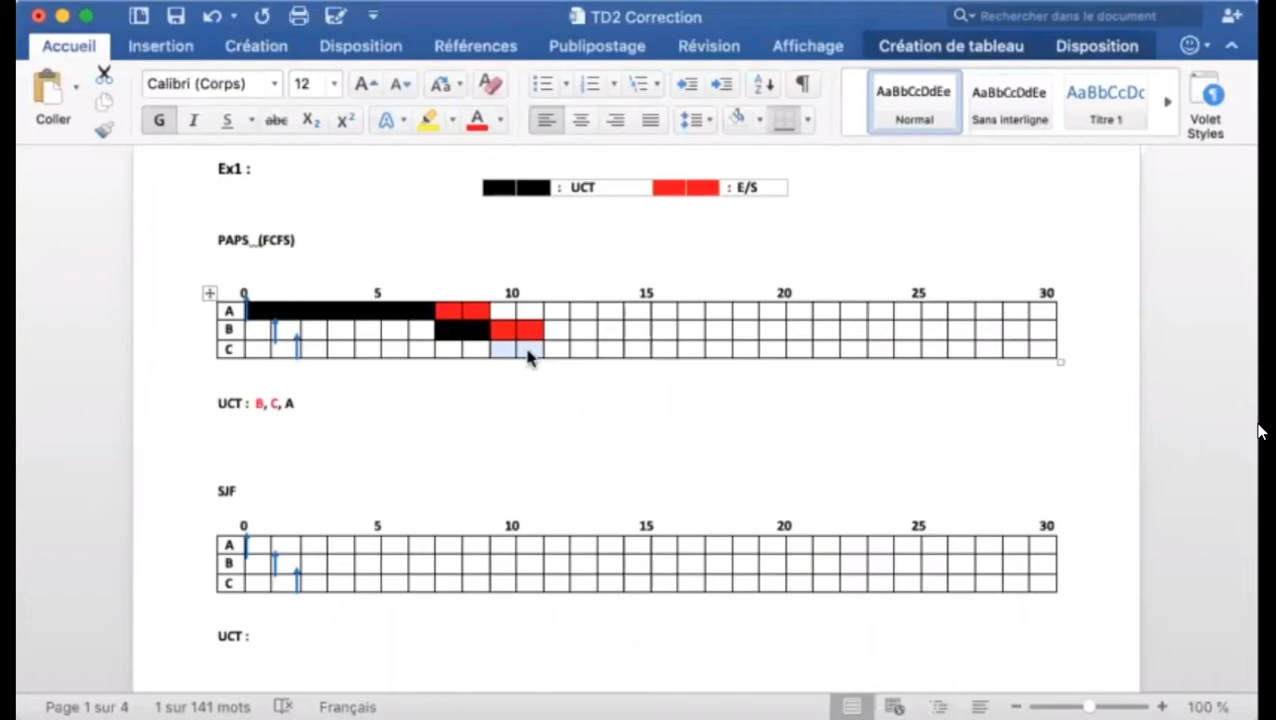 TD2 Correction
Rechercher dans le document
Accueil Insertion Création Disposition Références Publipostage Révision Affichage Création de tableau Disposition
Calibri (Corps) 12
AaBbCcDdEe AaBbCcDdEe AaBbCcDc
Coller
G I S abc X₂ X²
Normal Sans interligne Titre 1
Volet Styles
Ex1 :
: UCT : E/S
PAPS_(FCFS)
0 5 10 15 20 25 30
A
B
C
UCT : B, C, A
SJF
0 5 10 15 20 25 30
A
B
C
UCT :
Page 1 sur 4 1 sur 141 mots Français 100 %